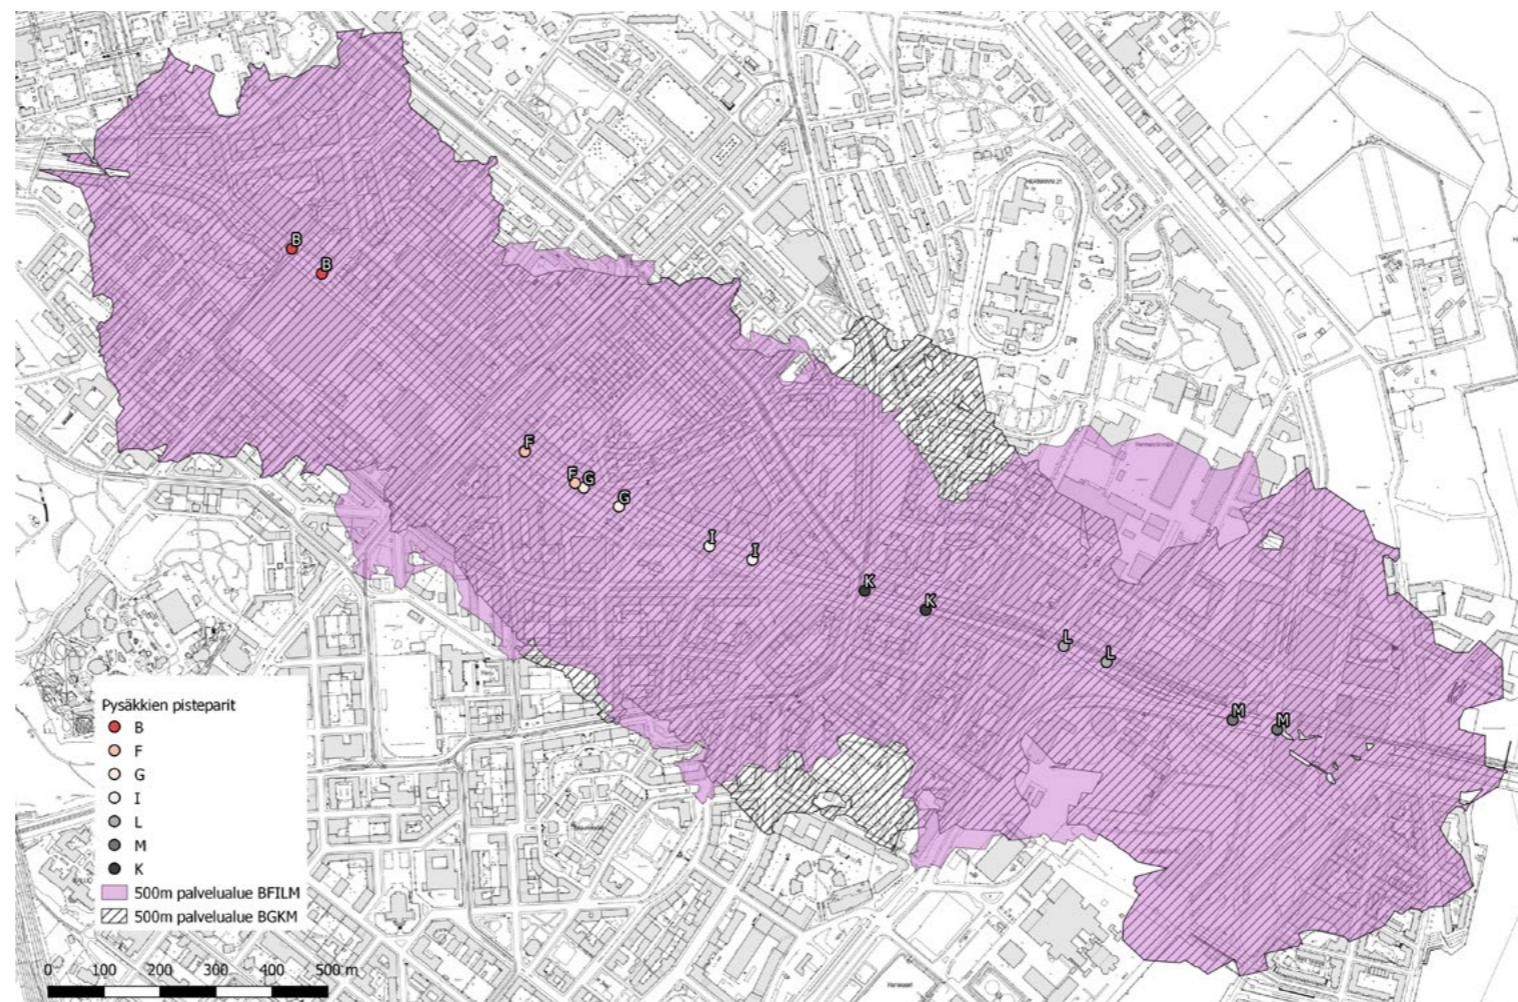 B
B
F
F
G
G
I
I
K
K
L
L
M
M
Pysäkkien pisteparit
B
F
G
I
L
M
K
500m palvelualue BFILM
500m palvelualue BGKM
0 100 200 300 400 500 m